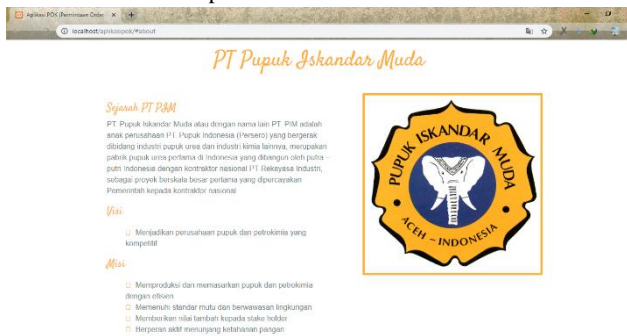 Aplikasi POK (Permintaan Order
localhost/aplikasipok/#about
PT Pupuk Iskandar Muda
Sejarah PT PIM
PT. Pupuk Iskandar Muda atau dengan nama lain PT. PIM adalah
anak perusahaan PT. Pupuk Indonesia (Persero) yang bergerak
dibidang industri pupuk urea dan industri kimia lainnya, merupakan
pabrik pupuk urea pertama di Indonesia yang dibangun oleh putra –
putri Indonesia dengan kontraktor nasional PT. Rekayasa Industri,
sebagai proyek berskala besar pertama yang dipercayakan
Pemerintah kepada kontraktor nasional
Visi
Menjadikan perusahaan pupuk dan petrokimia yang
kompetitif
Misi
Memproduksi dan memasarkan pupuk dan petrokimia
dengan efisien
Memenuhi standar mutu dan berwawasan lingkungan
Memberikan nilai tambah kepada stake holder
Berperan aktif menunjang ketahanan pangan
PUPUK ISKANDAR MUDA
ACEH – INDONESIA